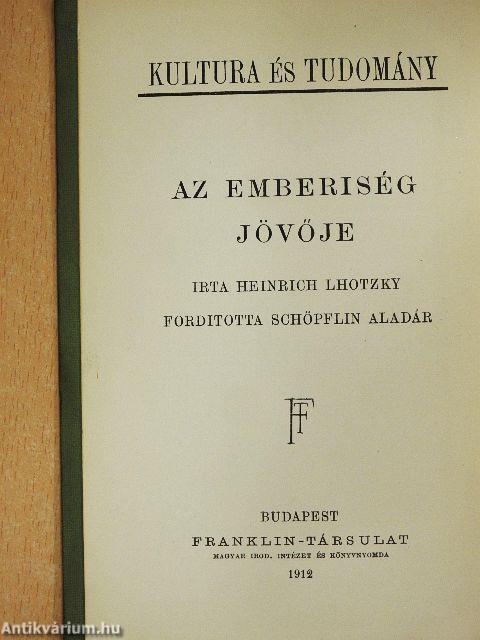 KULTURA ÉS TUDOMÁNY
AZ EMBERISÉG
JÖVŐJE
IRTA HEINRICH LHOTZKY
FORDITOTTA SCHÖPFLIN ALADÁR
FT
BUDAPEST
FRANKLIN-TÁRSULAT
MAGYAR IROD. INTÉZET ÉS KÖNYVNYOMDA
1912
Antikvárium.hu